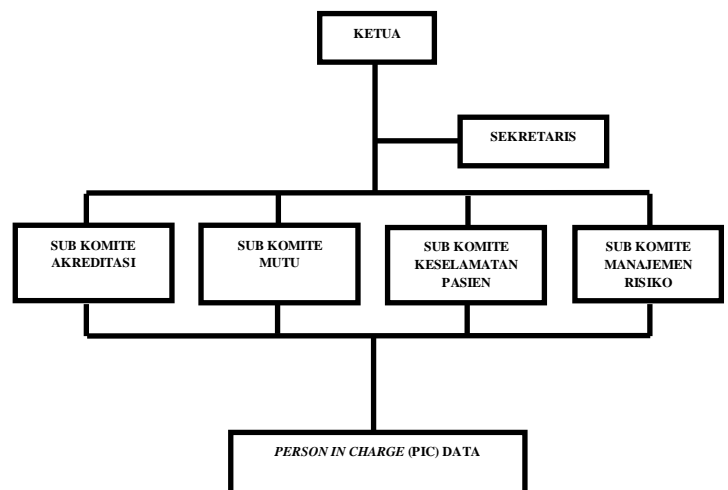 KETUA
SEKRETARIS
SUB KOMITE
AKREDITASI
SUB KOMITE
MUTU
SUB KOMITE
KESELAMATAN
PASIEN
SUB KOMITE
MANAJEMEN
RISIKO
PERSON IN CHARGE (PIC) DATA